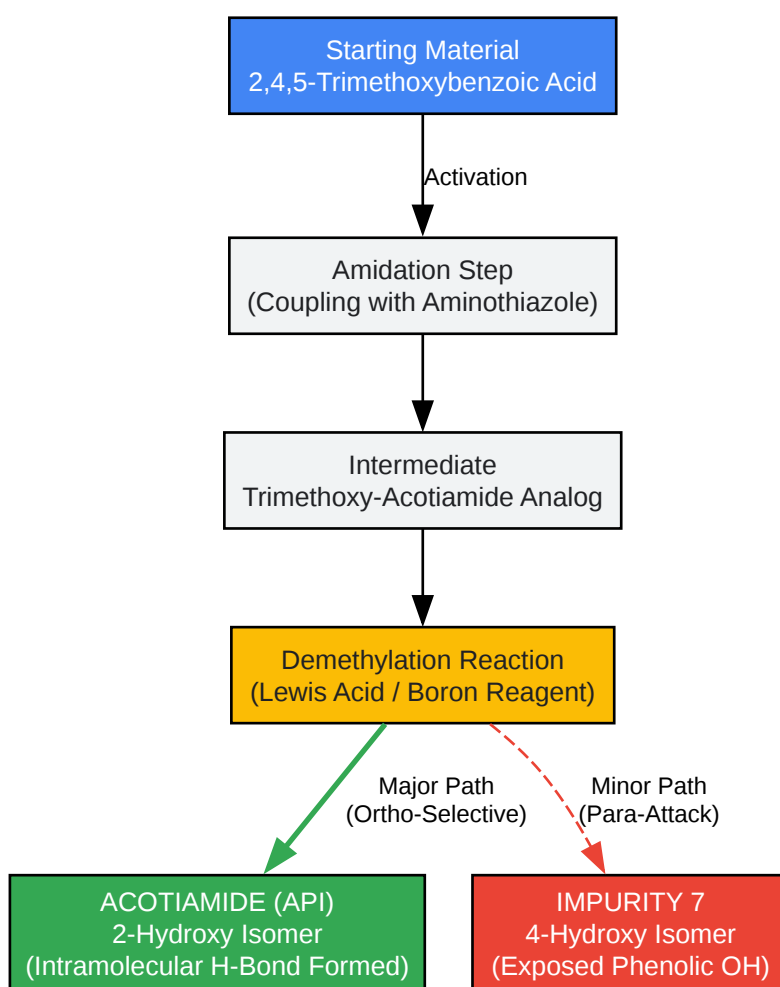 Starting Material
2,4,5-Trimethoxybenzoic Acid
Activation
Amidation Step
(Coupling with Aminothiazole)
Intermediate
Trimethoxy-Acotiamide Analog
Demethylation Reaction
(Lewis Acid / Boron Reagent)
Major Path
(Ortho-Selective)
Minor Path
(Para-Attack)
ACOTIAMIDE (API)
2-Hydroxy Isomer
(Intramolecular H-Bond Formed)
IMPURITY 7
4-Hydroxy Isomer
(Exposed Phenolic OH)